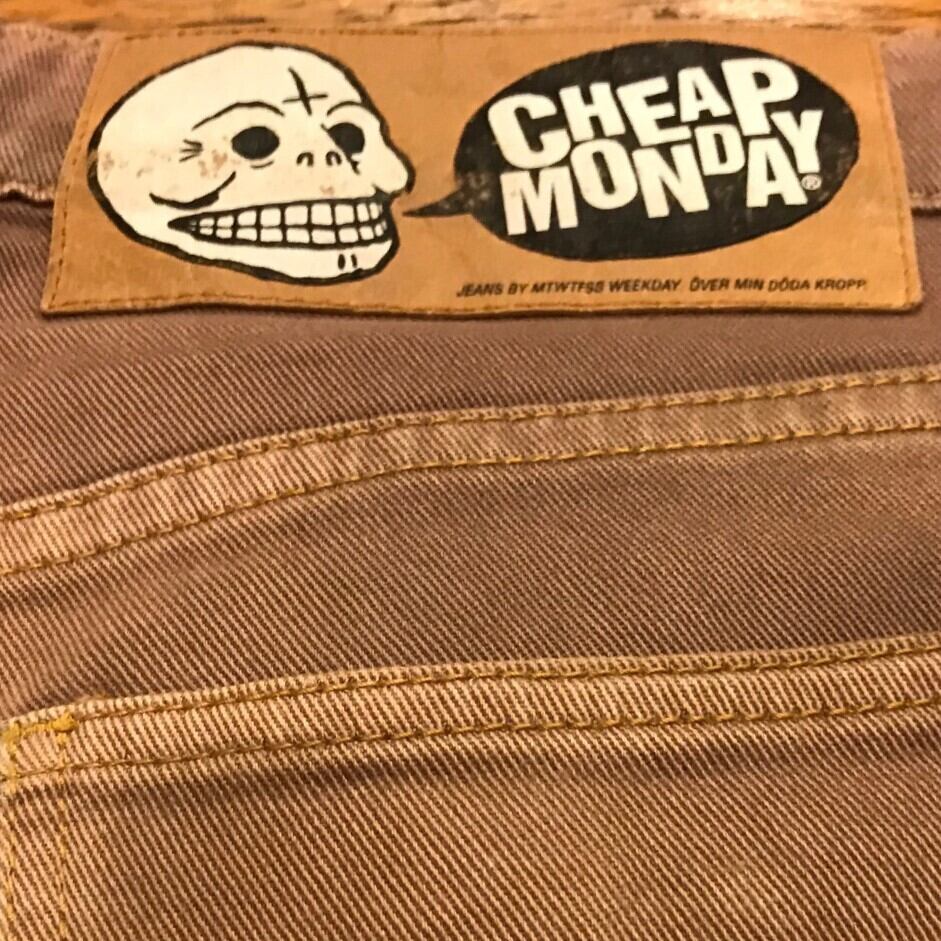 CHEAP
MONDAY®
JEANS BY MTWTFSS WEEKDAY. ÖVER MIN DÖDA KROPP.